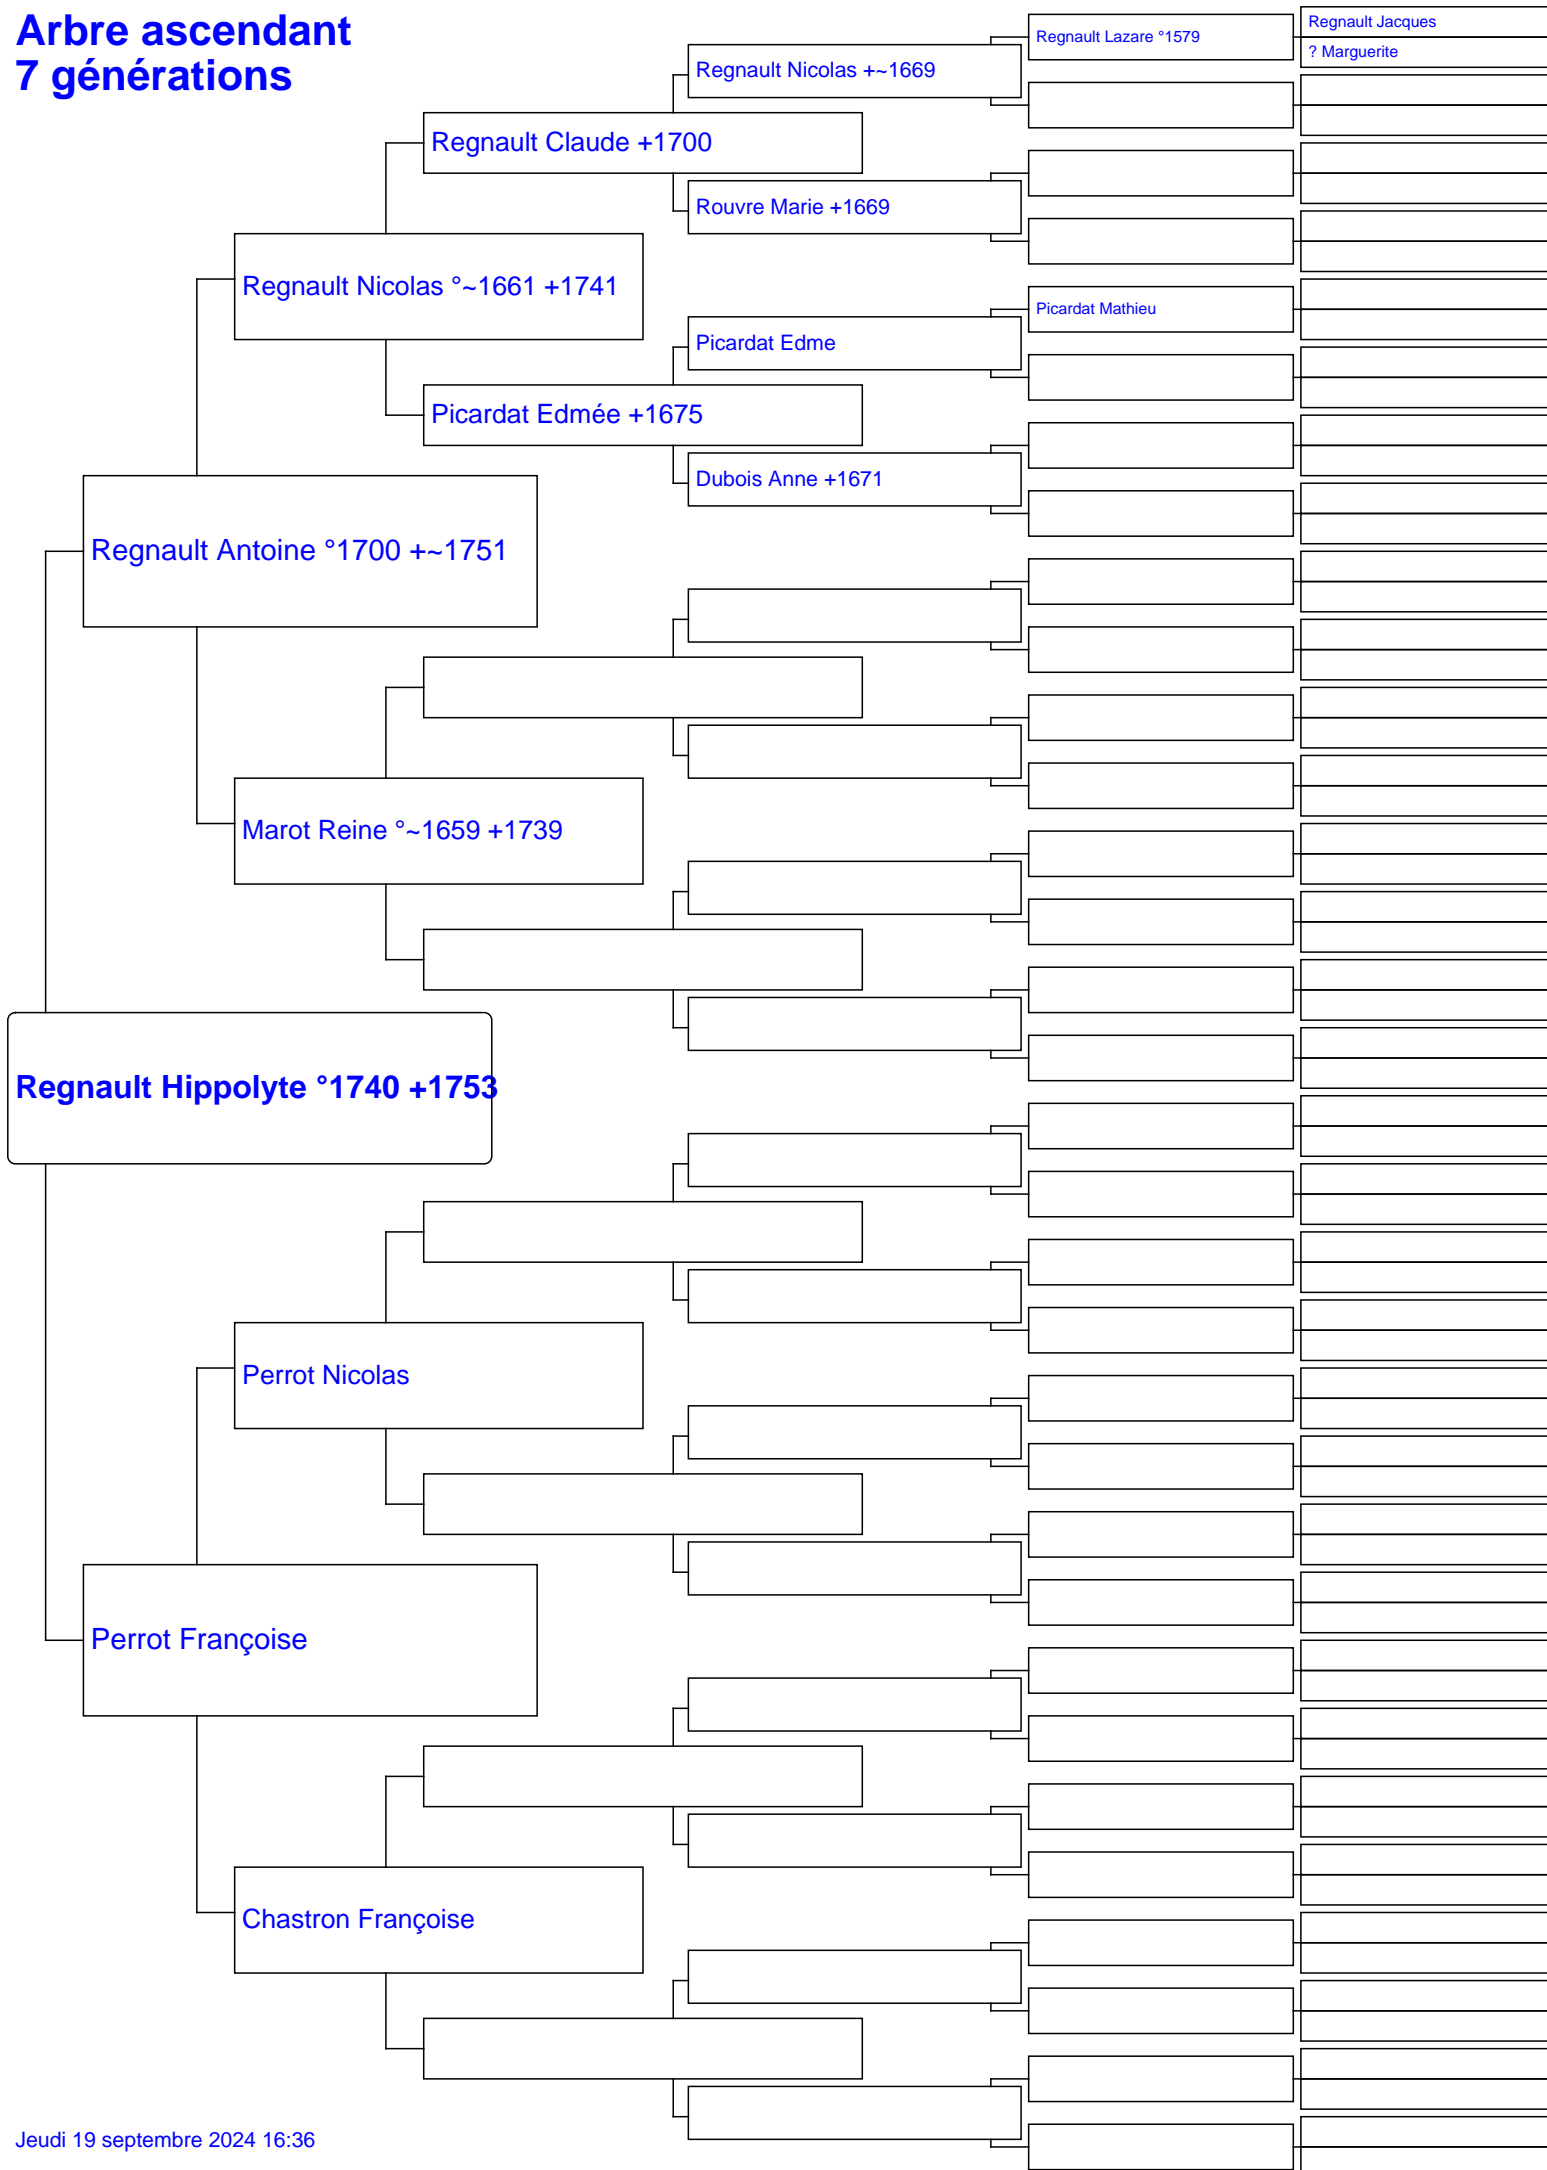 Arbre ascendant
7 générations
Regnault Jacques
Regnault Lazare °1579
? Marguerite
Regnault Nicolas +~1669
Regnault Claude +1700
Rouvre Marie +1669
Regnault Nicolas °~1661 +1741
Picardat Mathieu
Picardat Edme
Picardat Edmée +1675
Dubois Anne +1671
Regnault Antoine °1700 +~1751
Marot Reine °~1659 +1739
Regnault Hippolyte °1740 +1753
Perrot Nicolas
Perrot Françoise
Chastron Françoise
Jeudi 19 septembre 2024 16:36